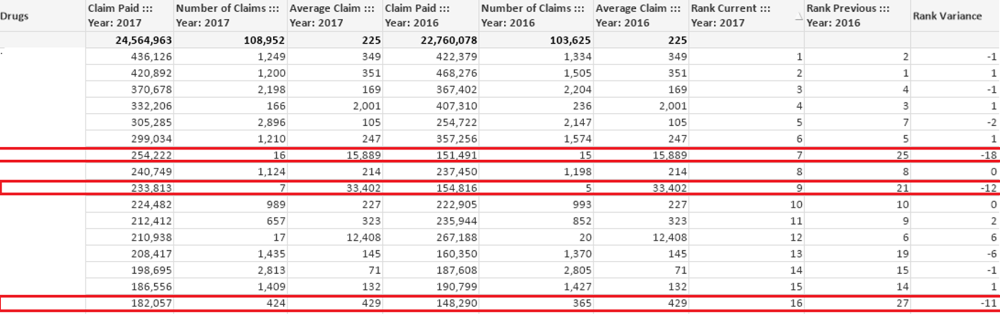 Drugs Claim Paid ::: Year: 2017 Number of Claims ::: Year: 2017 Average Claim ::: Year: 2017 Claim Paid ::: Year: 2016 Number of Claims ::: Year: 2016 Average Claim ::: Year: 2016 Rank Current ::: Year: 2017 Rank Previous ::: Year: 2016 Rank Variance
24,564,963 108,952 225 22,760,078 103,625 225
436,126 1,249 349 422,379 1,334 349 1 2 -1
420,892 1,200 351 468,276 1,505 351 2 1 1
370,678 2,198 169 367,402 2,204 169 3 4 -1
332,206 166 2,001 407,310 236 2,001 4 3 1
305,285 2,896 105 254,722 2,147 105 5 7 -2
299,034 1,210 247 357,256 1,574 247 6 5 1
254,222 16 15,889 151,491 15 15,889 7 25 -18
240,749 1,124 214 237,450 1,198 214 8 8 0
233,813 7 33,402 154,816 5 33,402 9 21 -12
224,482 989 227 222,905 993 227 10 10 0
212,412 657 323 235,944 852 323 11 9 2
210,938 17 12,408 267,188 20 12,408 12 6 6
208,417 1,435 145 160,350 1,370 145 13 19 -6
198,695 2,813 71 187,608 2,805 71 14 15 -1
186,556 1,409 132 190,799 1,427 132 15 14 1
182,057 424 429 148,290 365 429 16 27 -11